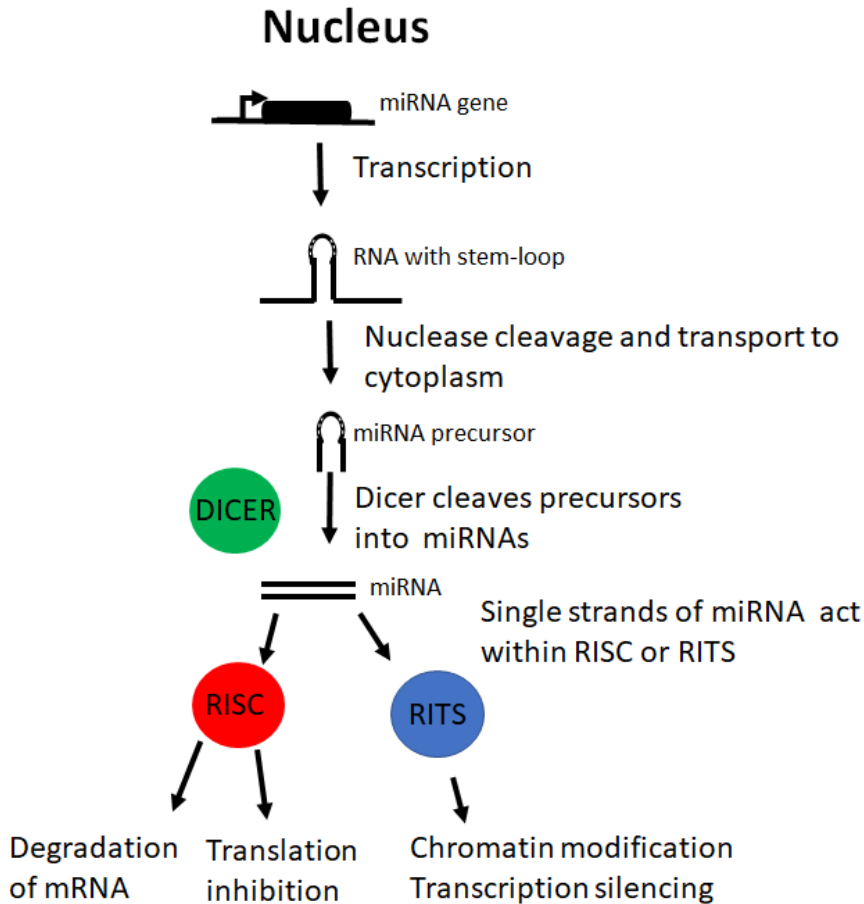 Nucleus
miRNA gene
Transcription
RNA with stem-loop
Nuclease cleavage and transport to
cytoplasm
miRNA precursor
DICER
Dicer cleaves precursors
into miRNAs
miRNA
Single strands of miRNA act
within RISC or RITS
RISC
RITS
Degradation
of mRNA
Translation
inhibition
Chromatin modification
Transcription silencing